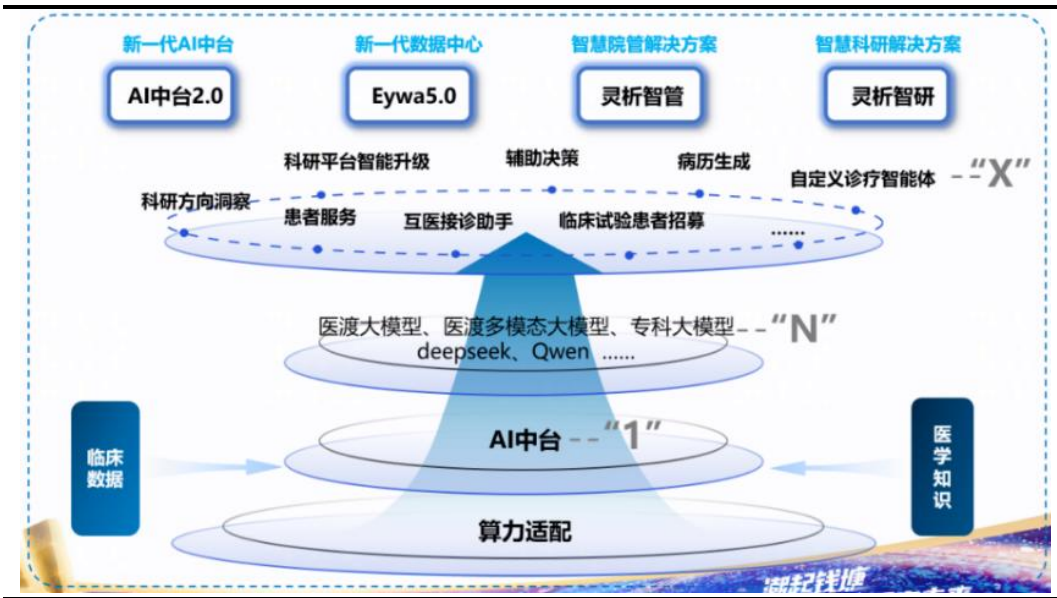 新一代AI中台
新一代数据中心
智慧院管解决方案
智慧科研解决方案
AI中台2.0
Eywa5.0
灵析智管
灵析智研
科研平台智能升级
辅助决策
病历生成
自定义诊疗智能体
--“X”
科研方向洞察
患者服务
互医接诊助手
临床试验患者招募
......
医渡大模型、医渡多模态大模型、专科大模型--“N”
deepseek、Qwen ......
AI中台--“1”
临床
数据
医
学
知
识
算力适配
潮起钱塘